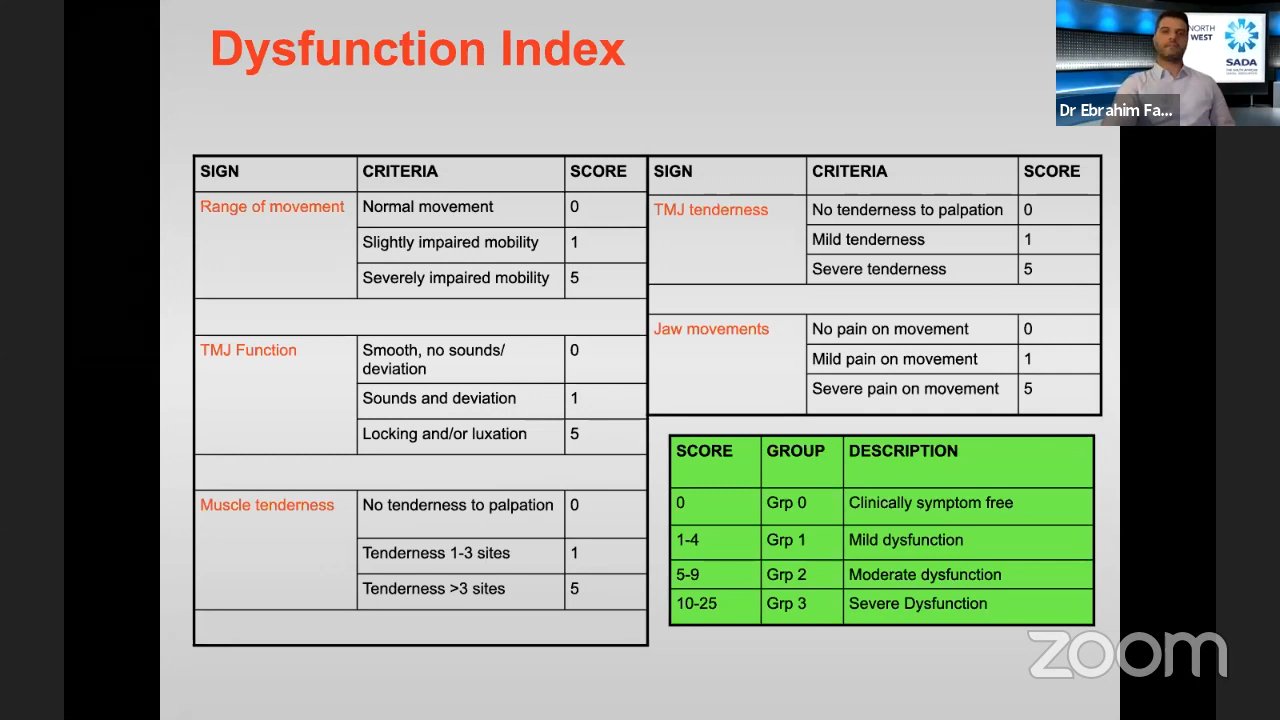 Dysfunction Index
NORTH
WEST
SADA
Dr Ebrahim Fa...
SIGN CRITERIA SCORE
Range of movement Normal movement 0
Slightly impaired mobility 1
Severely impaired mobility 5
TMJ Function Smooth, no sounds/
deviation 0
Sounds and deviation 1
Locking and/or luxation 5
Muscle tenderness No tenderness to palpation 0
Tenderness 1-3 sites 1
Tenderness >3 sites 5
SIGN CRITERIA SCORE
TMJ tenderness No tenderness to palpation 0
Mild tenderness 1
Severe tenderness 5
Jaw movements No pain on movement 0
Mild pain on movement 1
Severe pain on movement 5
SCORE GROUP DESCRIPTION
0 Grp 0 Clinically symptom free
1-4 Grp 1 Mild dysfunction
5-9 Grp 2 Moderate dysfunction
10-25 Grp 3 Severe Dysfunction
zoom